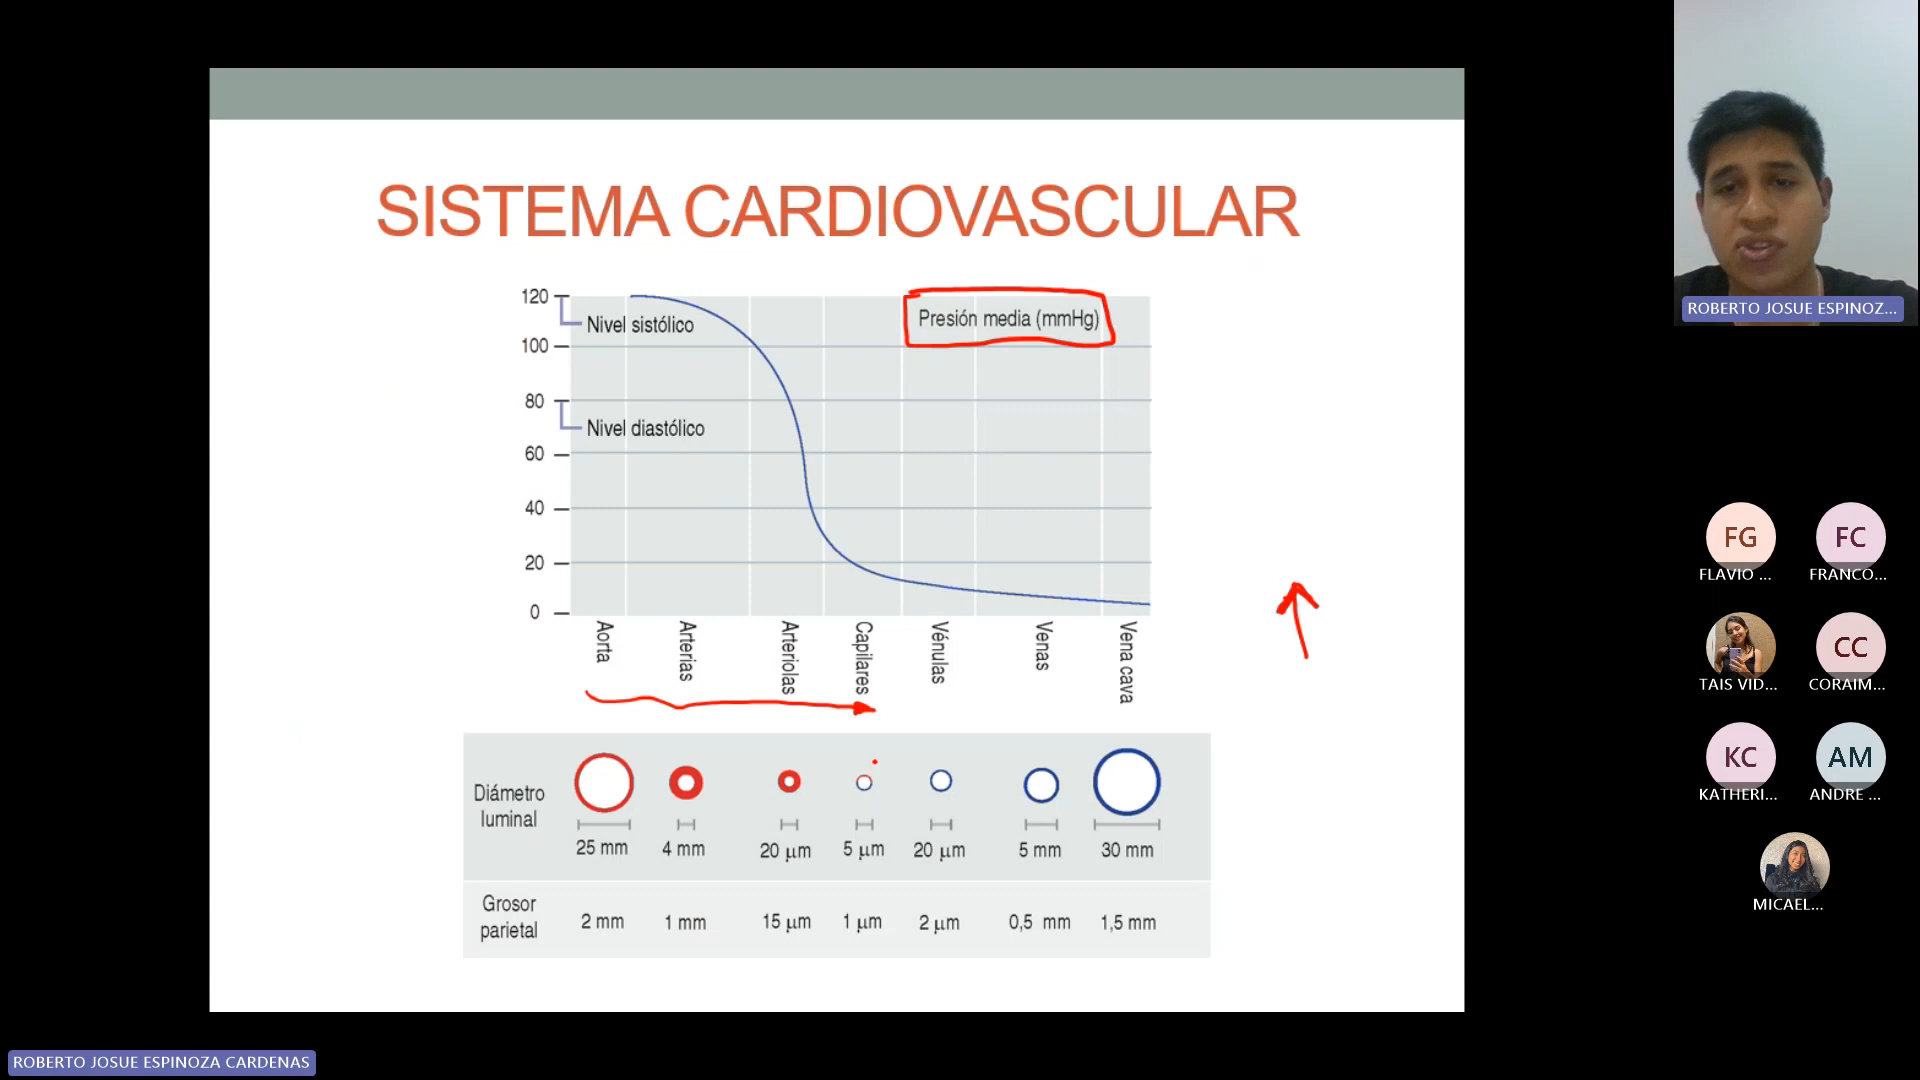 SISTEMA CARDIOVASCULAR
120
Nivel sistólico
Presión media (mmHg)
100
80
Nivel diastólico
60
40
20
0
Aorta
Arterias
Arteriolas
Capilares
Vénulas
Venas
Vena cava
Diámetro
luminal
25 mm 4 mm 20 µm 5 µm 20 µm 5 mm 30 mm
Grosor
parietal
2 mm 1 mm 15 µm 1 µm 2 µm 0,5 mm 1,5 mm
ROBERTO JOSUE ESPINOZ...
FG
FLAVIO ...
FC
FRANCO...
TAIS VID...
CC
CORAIM...
KC
KATHERI...
AM
ANDRE ...
MICAEL...
ROBERTO JOSUE ESPINOZA CARDENAS